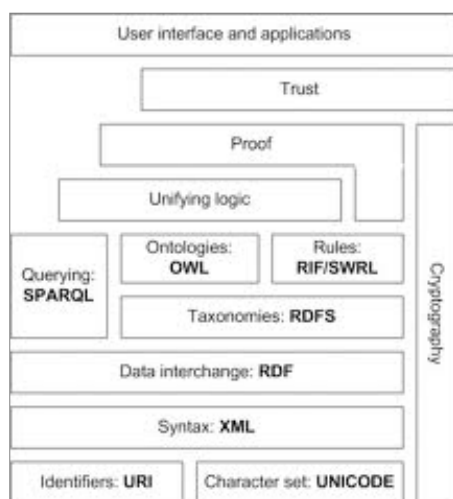 User interface and applications
Trust
Proof
Unifying logic
Ontologies:
OWL
Rules:
RIF/SWRL
Querying:
SPARQL
Taxonomies: RDFS
Data interchange: RDF
Syntax: XML
Identifiers: URI
Character set: UNICODE
Cryptography